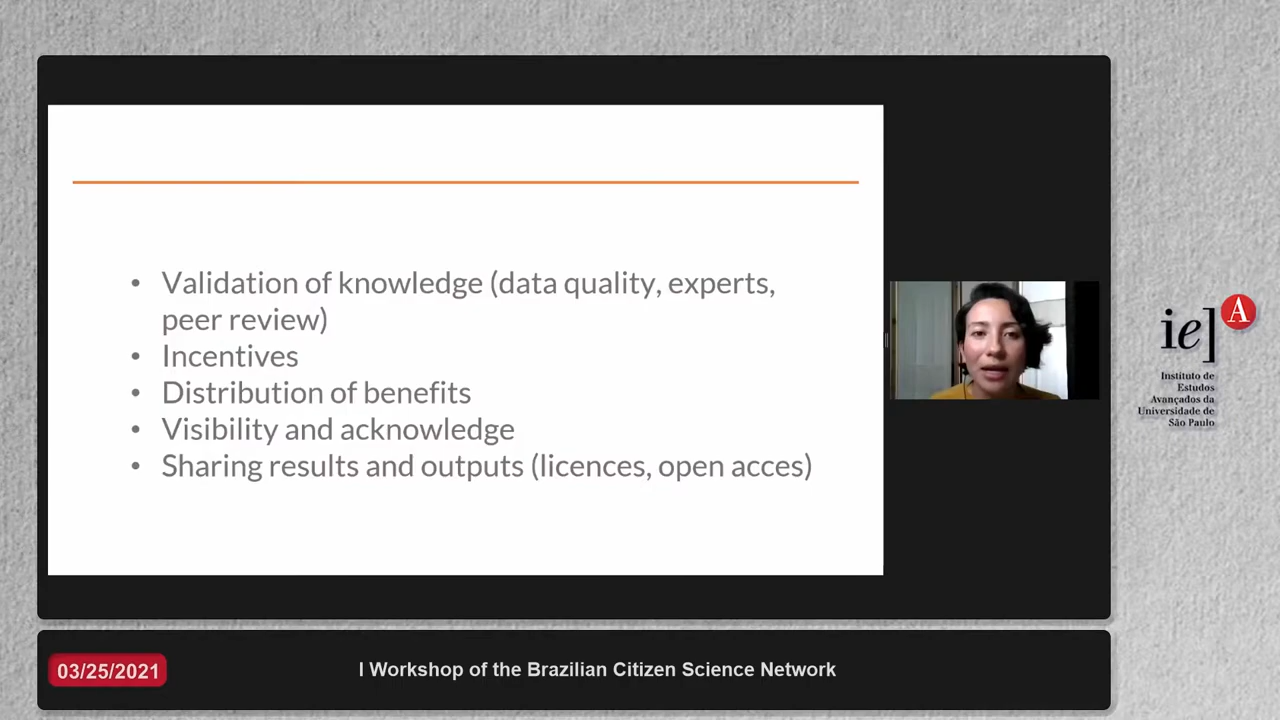 • Validation of knowledge (data quality, experts,
peer review)
• Incentives
• Distribution of benefits
• Visibility and acknowledge
• Sharing results and outputs (licences, open acces)
ie] A
Instituto de
Estudos
Avançados da
Universidade de
São Paulo
03/25/2021
I Workshop of the Brazilian Citizen Science Network